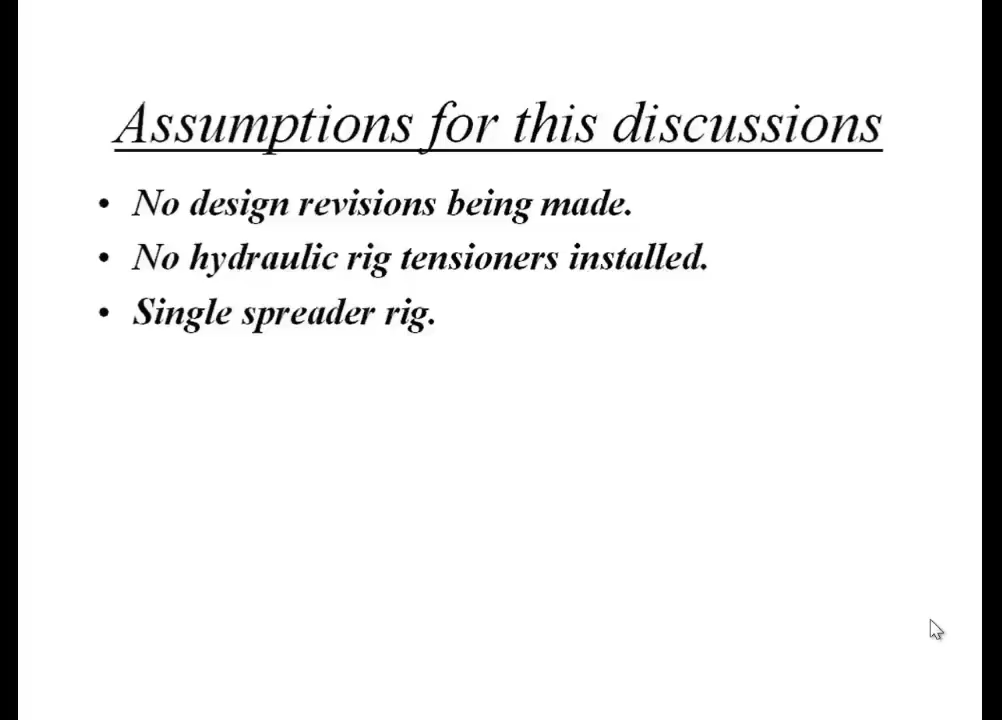 Assumptions for this discussions
• No design revisions being made.
• No hydraulic rig tensioners installed.
• Single spreader rig.